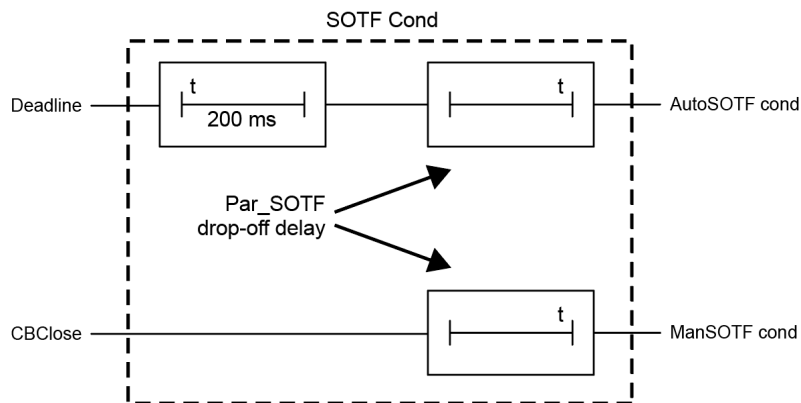 SOTF Cond
t
t
Deadline
AutoSOTF cond
200 ms
Par_SOTF
drop-off delay
t
CBClose
ManSOTF cond